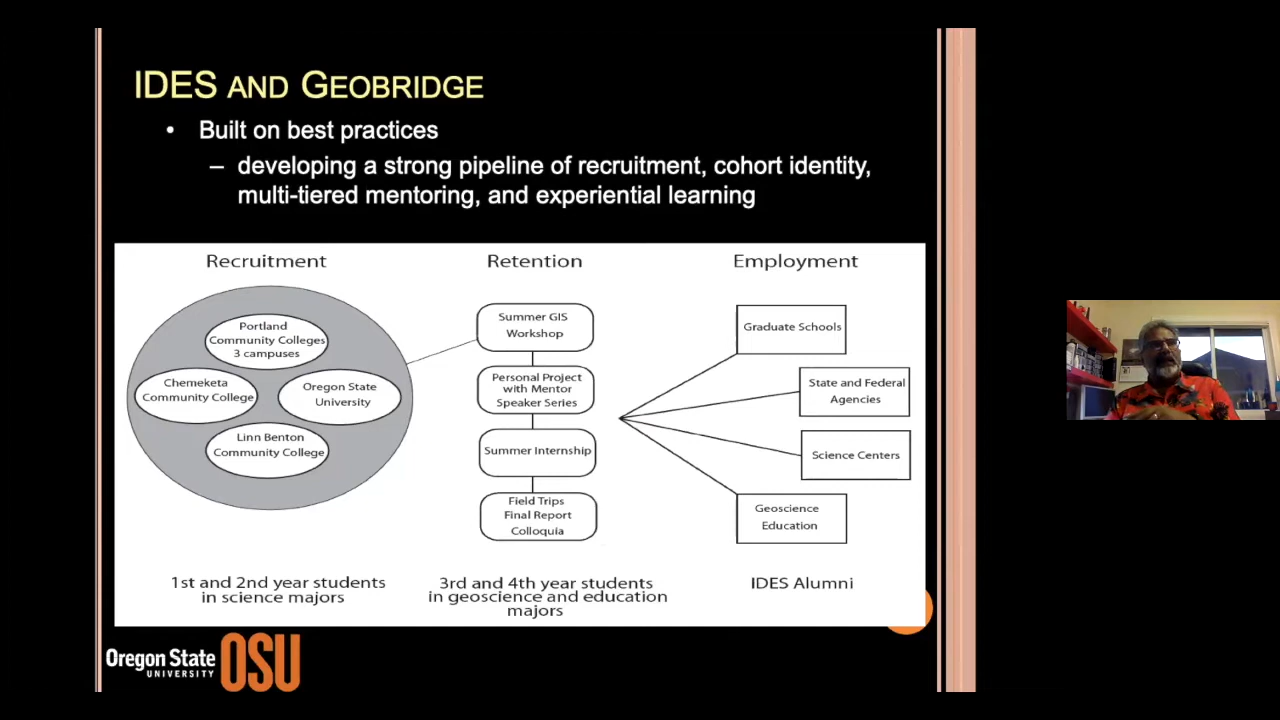 IDES AND GEOBRIDGE
• Built on best practices
– developing a strong pipeline of recruitment, cohort identity,
multi-tiered mentoring, and experiential learning
Recruitment
Portland
Community Colleges
3 campuses
Chemeketa
Community College
Oregon State
University
Linn Benton
Community College
1st and 2nd year students
in science majors
Retention
Summer GIS
Workshop
Personal Project
with Mentor
Speaker Series
Summer Internship
Field Trips
Final Report
Colloquia
3rd and 4th year students
in geoscience and education
majors
Employment
Graduate Schools
State and Federal
Agencies
Science Centers
Geoscience
Education
IDES Alumni
Oregon State
UNIVERSITY
OSU